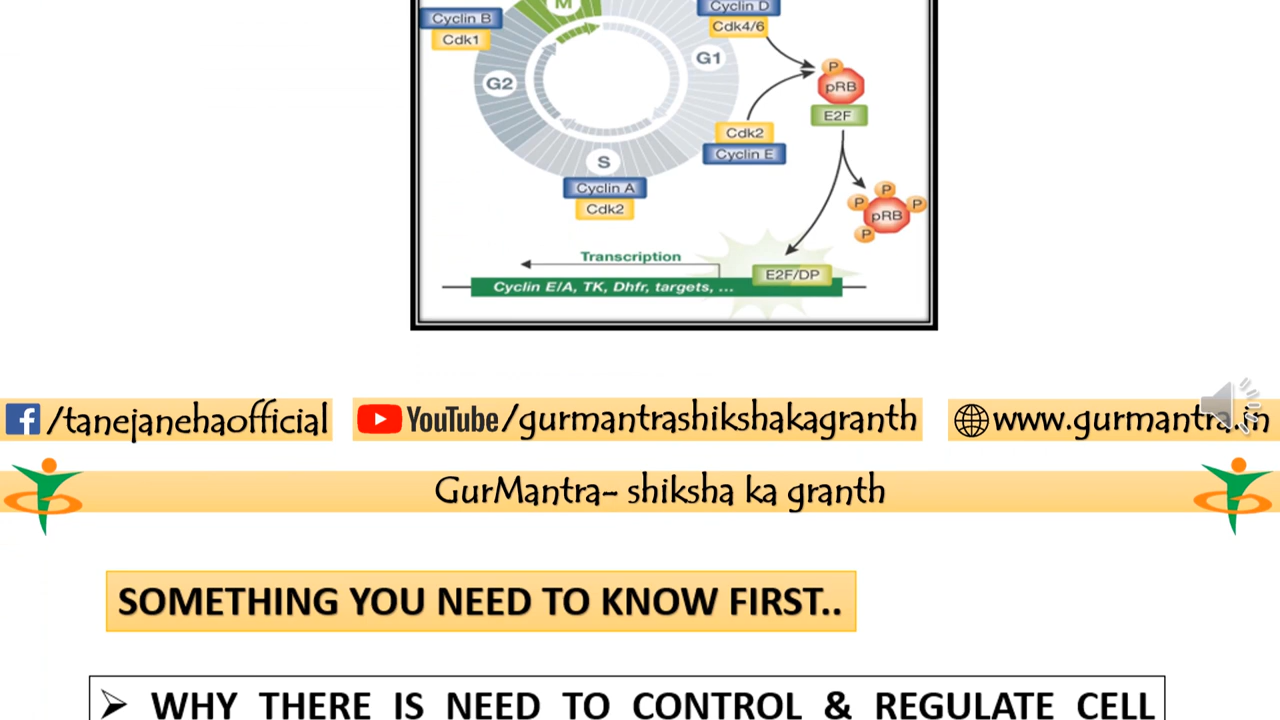 M
Cyclin B
Cdk1
Cyclin D
Cdk4/6
G1
G2
P
pRB
E2F
Cdk2
Cyclin E
S
Cyclin A
Cdk2
P
P
P
pRB
P
Transcription
E2F/DP
Cyclin E/A, TK, Dhfr, targets, ...
/tanejanehaofficial
YouTube /gurmantrashikshakagranth
www.gurmantra.in
GurMantra- shiksha ka granth
SOMETHING YOU NEED TO KNOW FIRST..
➢ WHY THERE IS NEED TO CONTROL & REGULATE CELL